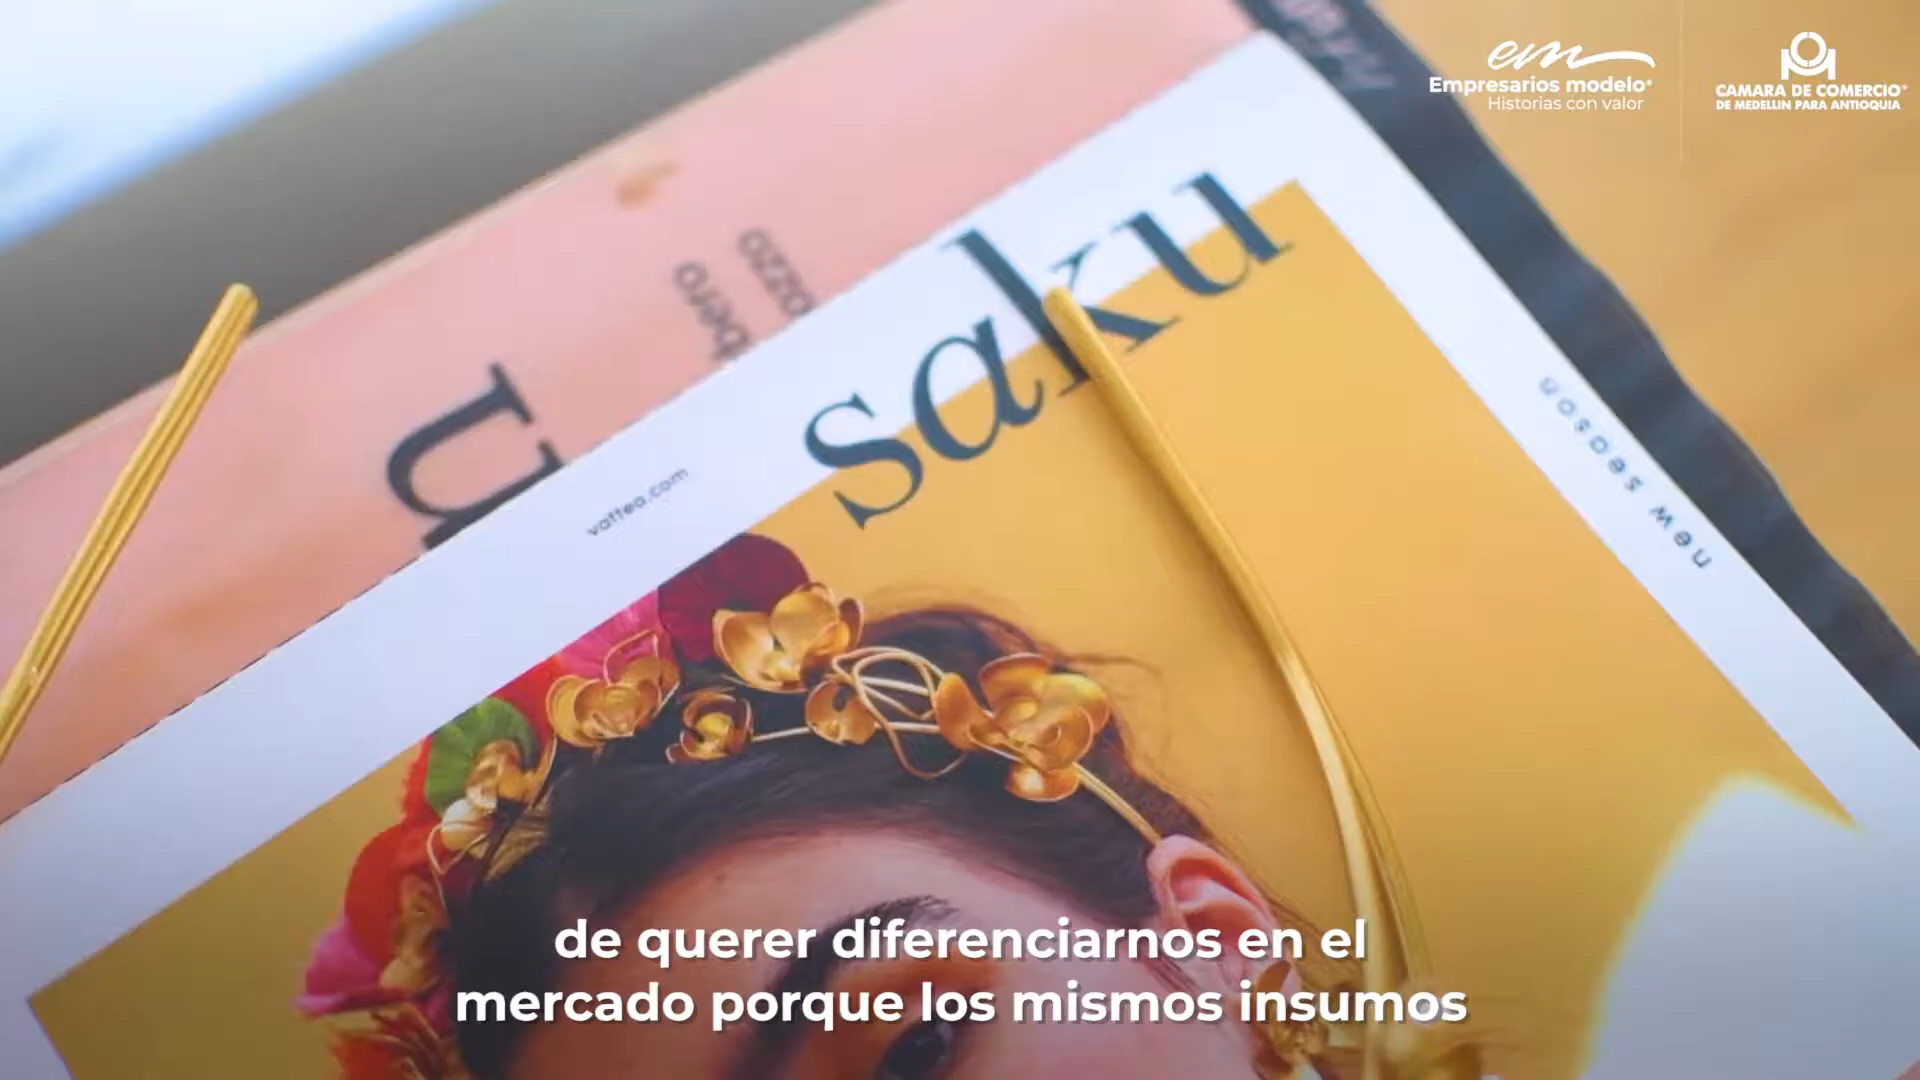 em
Empresarios modelo®
Historias con valor
CAMARA DE COMERCIO®
DE MEDELLIN PARA ANTIOQUIA
saku
vattea.com
new season
de querer diferenciarnos en el
mercado porque los mismos insumos